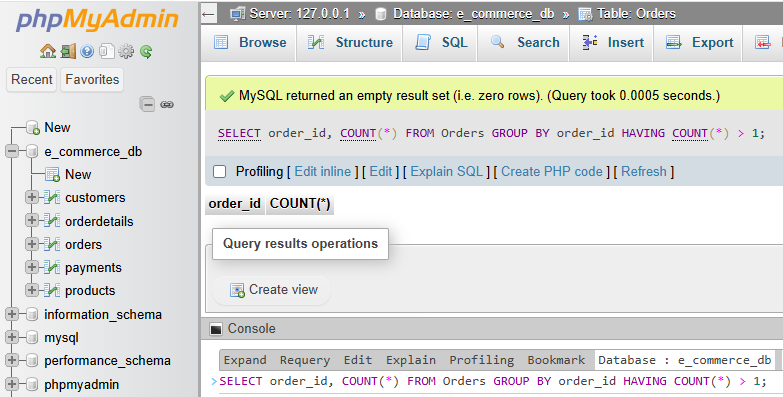 phpMyAdmin
Recent Favorites
New
e_commerce_db
New
customers
orderdetails
orders
payments
products
information_schema
mysql
performance_schema
phpmyadmin
Server: 127.0.0.1 » Database: e_commerce_db » Table: Orders
Browse Structure SQL Search Insert Export
MySQL returned an empty result set (i.e. zero rows). (Query took 0.0005 seconds.)
SELECT order_id, COUNT(*) FROM Orders GROUP BY order_id HAVING COUNT(*) > 1;
Profiling [ Edit inline ] [ Edit ] [ Explain SQL ] [ Create PHP code ] [ Refresh ]
order_id COUNT(*)
Query results operations
Create view
Console
Expand Requery Edit Explain Profiling Bookmark Database : e_commerce_db
>SELECT order_id, COUNT(*) FROM Orders GROUP BY order_id HAVING COUNT(*) > 1;